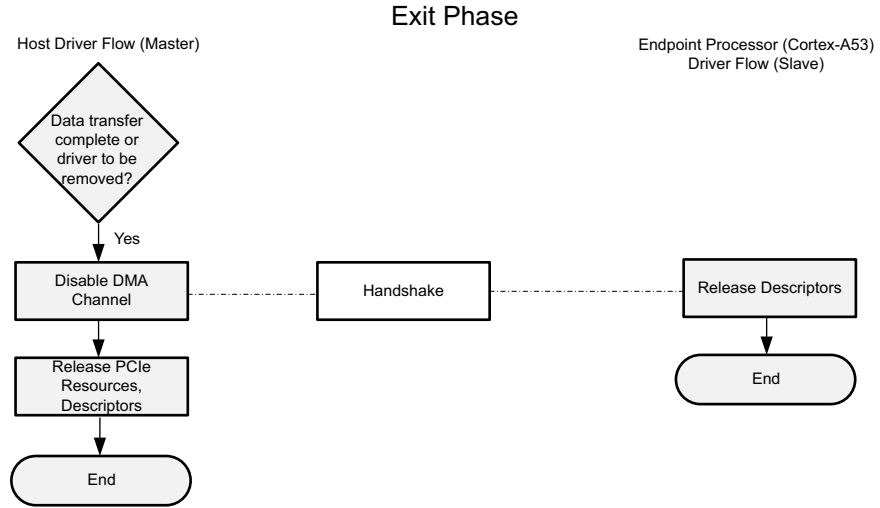 Exit Phase
Host Driver Flow (Master)
Endpoint Processor (Cortex-A53)
Driver Flow (Slave)
Data transfer
complete or
driver to be
removed?
Yes
Disable DMA
Channel
Handshake
Release Descriptors
Release PCIe
Resources,
Descriptors
End
End